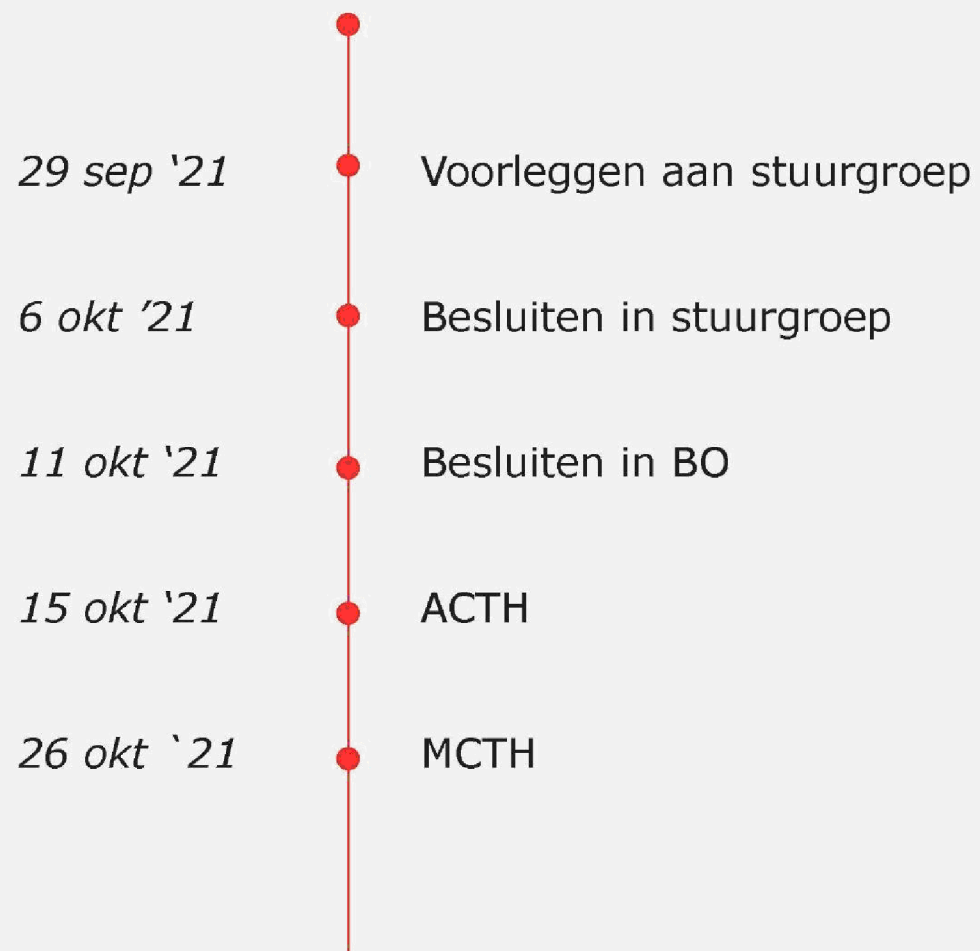 29 sep ‘21 Voorleggen aan stuurgroep
6 okt ’21 Besluiten in stuurgroep
11 okt ‘21 Besluiten in BO
15 okt ‘21 ACTH
26 okt `21 MCTH